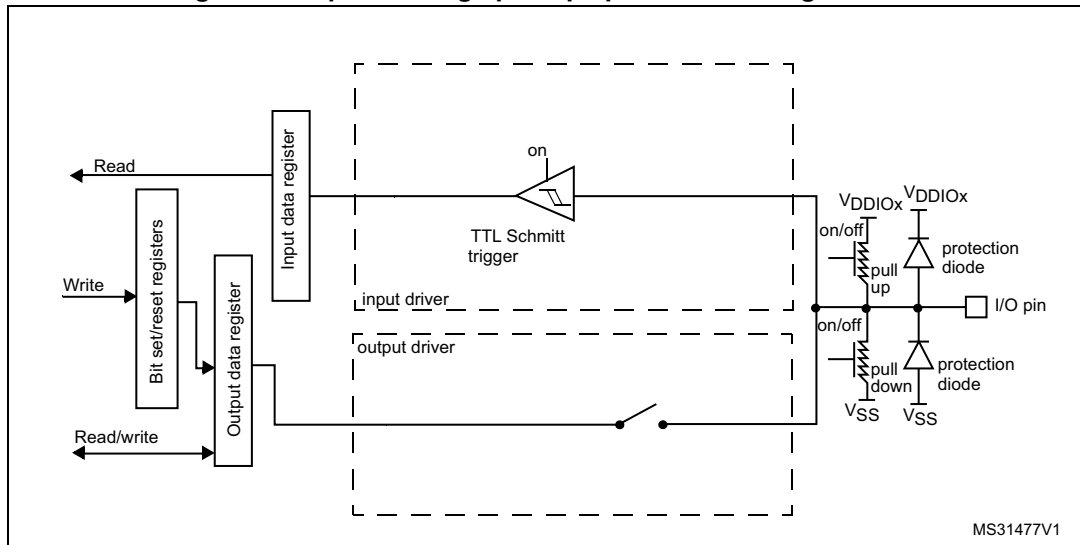 Read
Bit set/reset registers
Write
Read/write
Input data register
Output data register
on
TTL Schmitt
trigger
input driver
output driver
VDDIOx VDDIOx
on/off
pull
up
protection
diode
I/O pin
on/off
pull
down
protection
diode
VSS VSS
MS31477V1